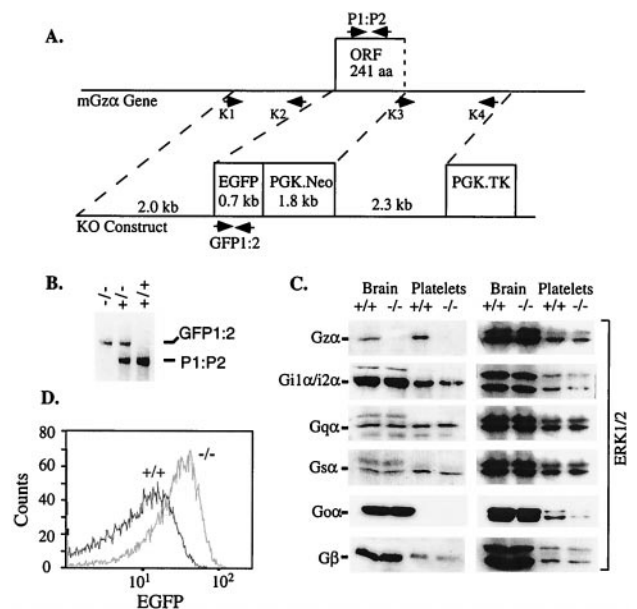 A.
P1:P2
ORF
241 aa
mGzα Gene
K1
K2
K3
K4
EGFP
0.7 kb
PGK.Neo
1.8 kb
PGK.TK
2.0 kb
2.3 kb
KO Construct
GFP1:2
B.
-/-
+/-
+/+
GFP1:2
P1:P2
C.
Brain Platelets Brain Platelets
+/+ -/- +/+ -/- +/+ -/- +/+ -/-
Gzα
Gi1α/i2α
Gqα
Gsα
Goα
Gβ
ERK1/2
D.
80
60
40
20
0
Counts
+/+
-/-
10¹
10²
EGFP